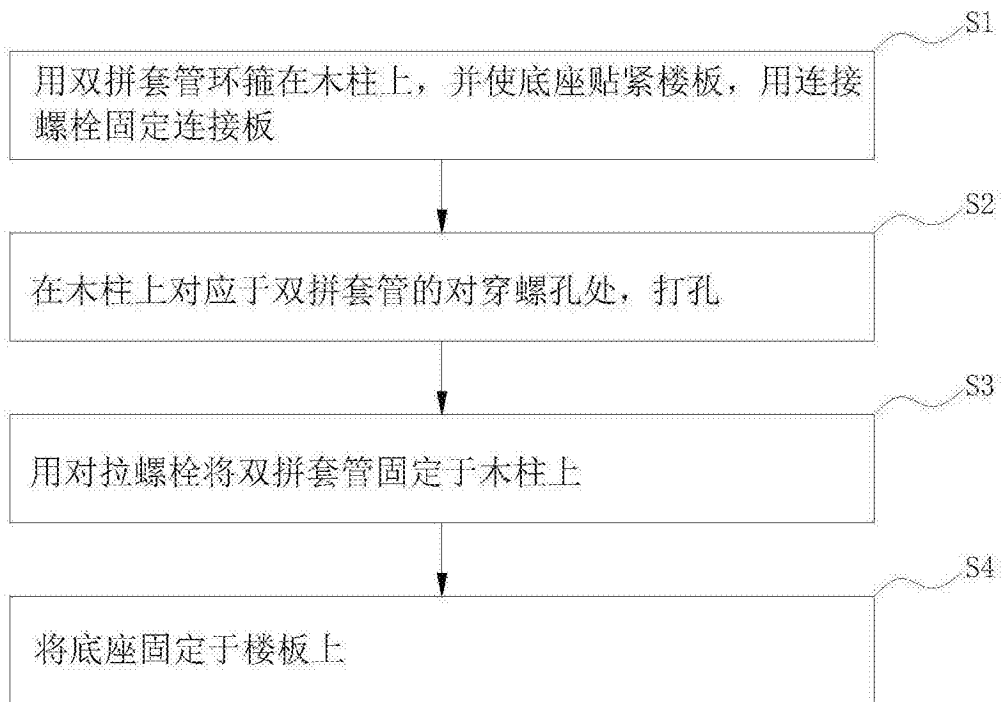 S1
用双拼套管环箍在木柱上，并使底座贴紧楼板，用连接
螺栓固定连接板
S2
在木柱上对应于双拼套管的对穿螺孔处，打孔
S3
用对拉螺栓将双拼套管固定于木柱上
S4
将底座固定于楼板上